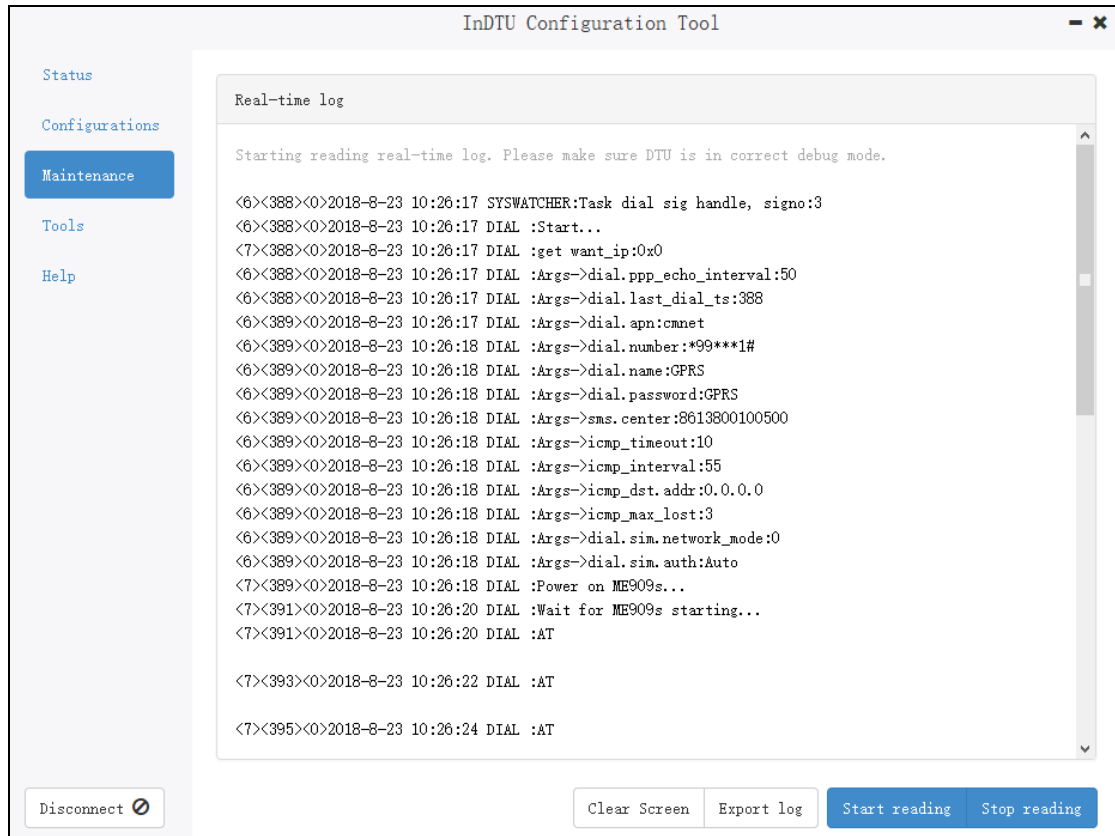 InDTU Configuration Tool
Status
Configurations
Maintenance
Tools
Help
Real-time log
Starting reading real-time log. Please make sure DTU is in correct debug mode.
<6><388><0>2018-8-23 10:26:17 SYSWATCHER:Task dial sig handle, signo:3
<6><388><0>2018-8-23 10:26:17 DIAL :Start...
<7><388><0>2018-8-23 10:26:17 DIAL :get want_ip:0x0
<6><388><0>2018-8-23 10:26:17 DIAL :Args->dial.ppp_echo_interval:50
<6><388><0>2018-8-23 10:26:17 DIAL :Args->dial.last_dial_ts:388
<6><389><0>2018-8-23 10:26:17 DIAL :Args->dial.apn:cmnet
<6><389><0>2018-8-23 10:26:18 DIAL :Args->dial.number:*99***1#
<6><389><0>2018-8-23 10:26:18 DIAL :Args->dial.name:GPRS
<6><389><0>2018-8-23 10:26:18 DIAL :Args->dial.password:GPRS
<6><389><0>2018-8-23 10:26:18 DIAL :Args->sms.center:8613800100500
<6><389><0>2018-8-23 10:26:18 DIAL :Args->icmp_timeout:10
<6><389><0>2018-8-23 10:26:18 DIAL :Args->icmp_interval:55
<6><389><0>2018-8-23 10:26:18 DIAL :Args->icmp_dst.addr:0.0.0.0
<6><389><0>2018-8-23 10:26:18 DIAL :Args->icmp_max_lost:3
<6><389><0>2018-8-23 10:26:18 DIAL :Args->dial.sim.network_mode:0
<6><389><0>2018-8-23 10:26:18 DIAL :Args->dial.sim.auth:Auto
<7><389><0>2018-8-23 10:26:18 DIAL :Power on ME909s...
<7><391><0>2018-8-23 10:26:20 DIAL :Wait for ME909s starting...
<7><391><0>2018-8-23 10:26:20 DIAL :AT
<7><393><0>2018-8-23 10:26:22 DIAL :AT
<7><395><0>2018-8-23 10:26:24 DIAL :AT
Disconnect
Clear Screen
Export log
Start reading
Stop reading